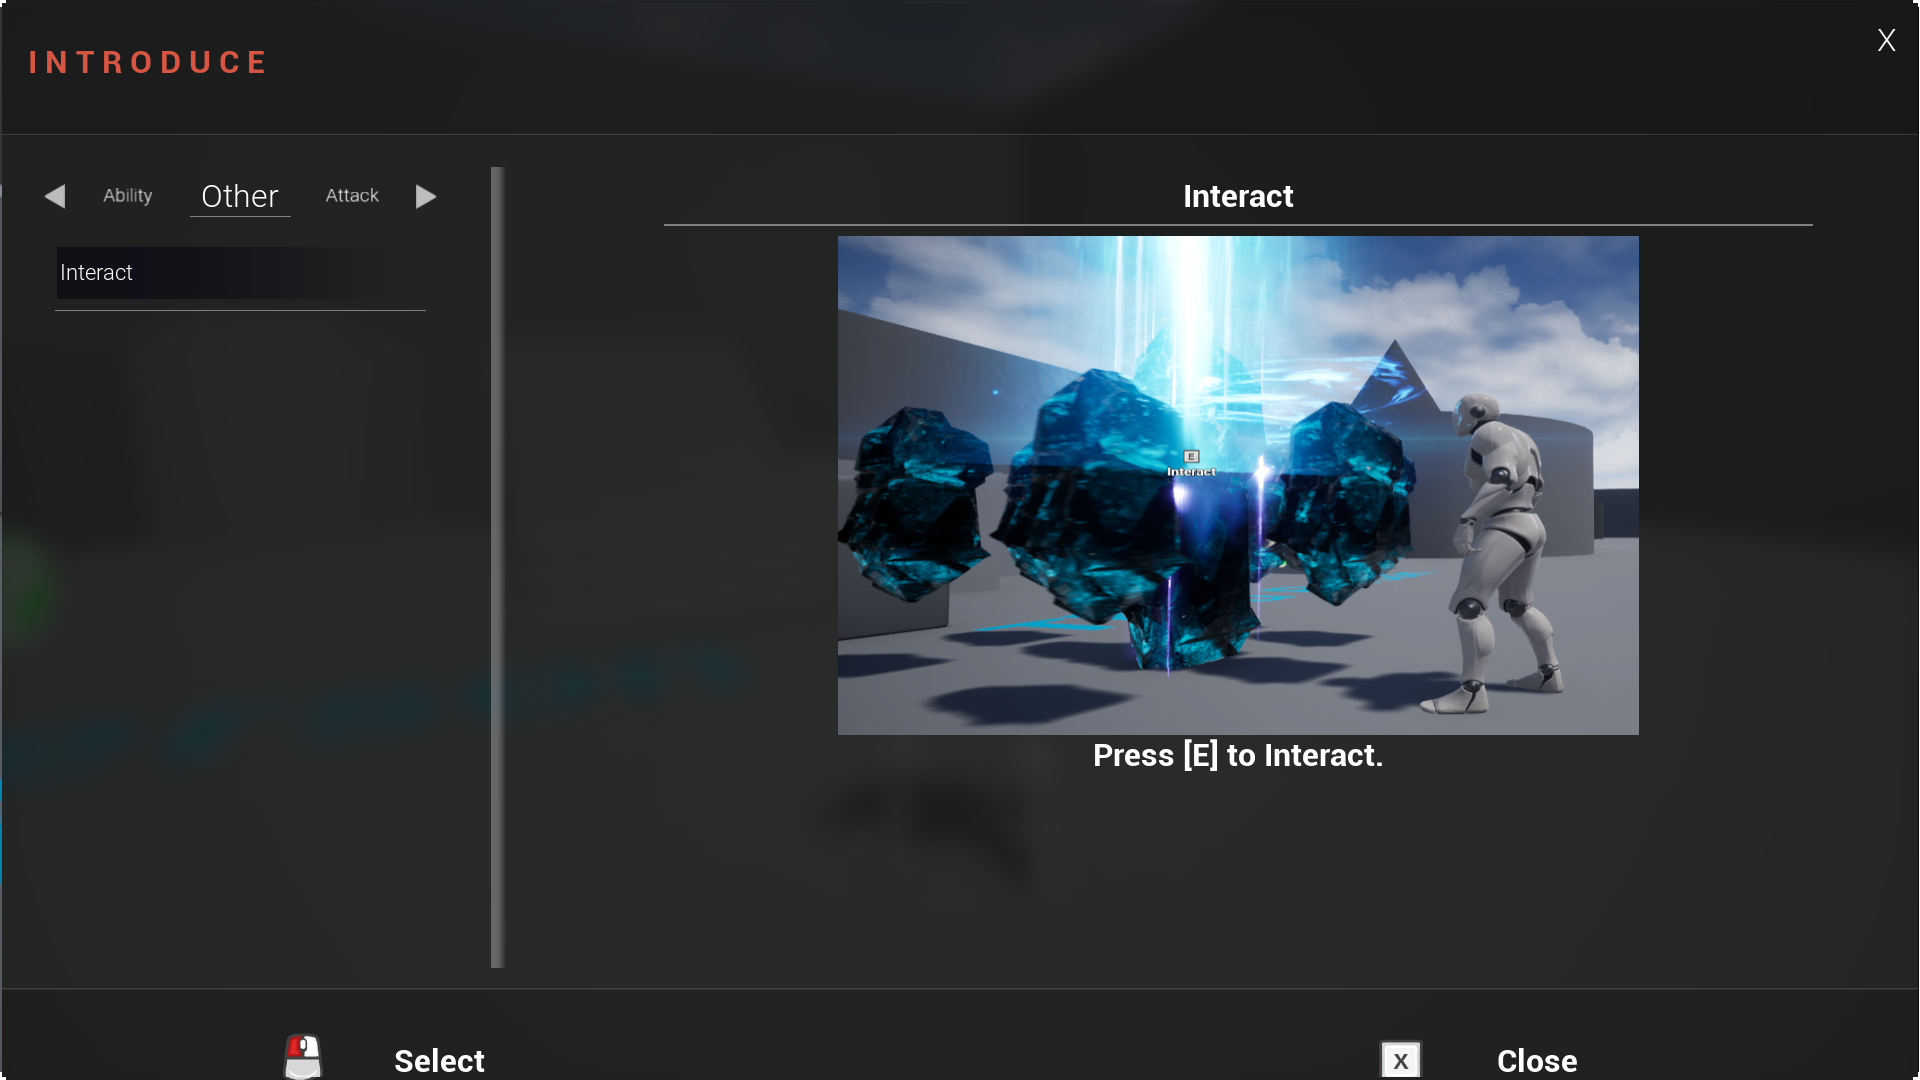 INTRODUCE
X
Ability Other Attack
Interact
Interact
E
Interact
Press [E] to Interact.
Select
X Close